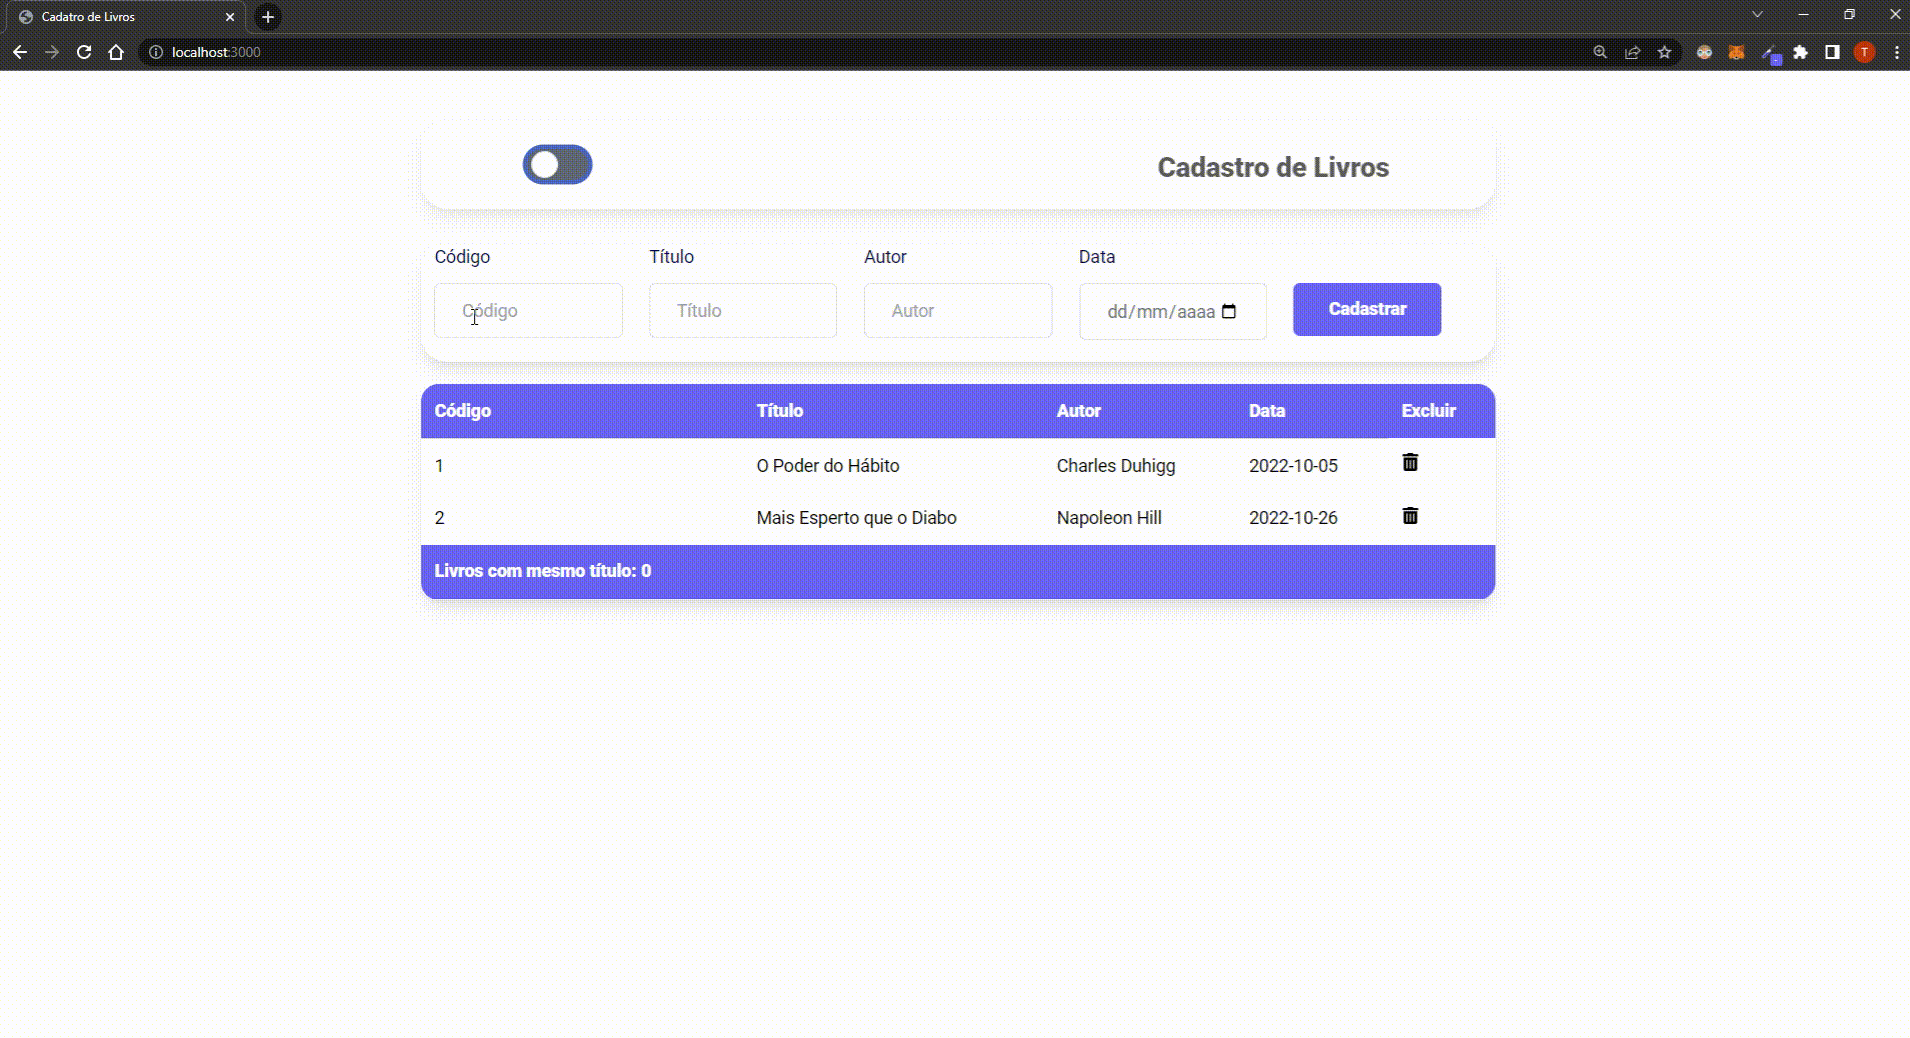 Cadatro de Livros
localhost:3000
T
Cadastro de Livros
Código Título Autor Data
Código Título Autor dd/mm/aaaa Cadastrar
Código Título Autor Data Excluir
1 O Poder do Hábito Charles Duhigg 2022-10-05
2 Mais Esperto que o Diabo Napoleon Hill 2022-10-26
Livros com mesmo título: 0